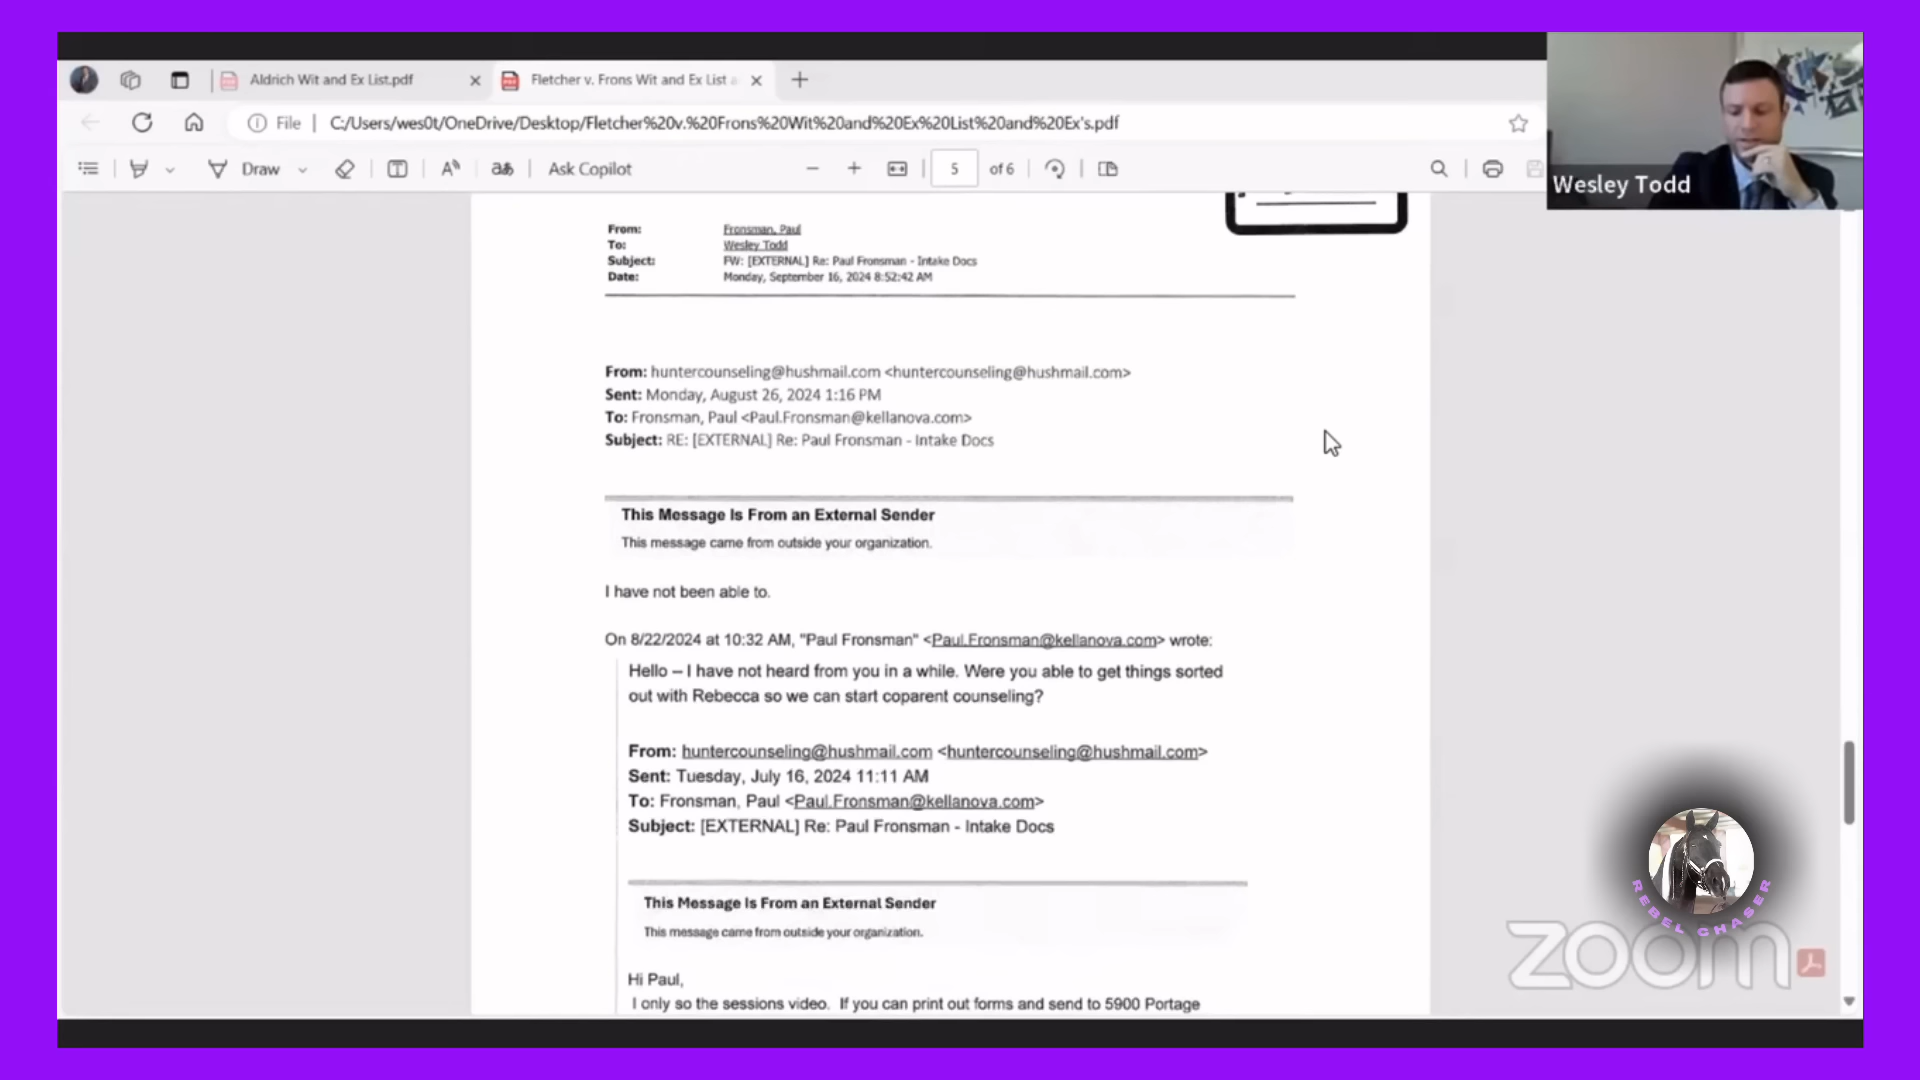 Aldrich Wit and Ex List.pdf
Fletcher v. Frons Wit and Ex List a
File
C:/Users/wes0t/OneDrive/Desktop/Fletcher%20v.%20Frons%20Wit%20and%20Ex%20List%20and%20Ex's.pdf
Draw
Ask Copilot
5 of 6
Wesley Todd
From: Fronsman, Paul
To: Wesley Todd
Subject: FW: [EXTERNAL] Re: Paul Fronsman - Intake Docs
Date: Monday, September 16, 2024 8:52:42 AM
From: huntercounseling@hushmail.com <huntercounseling@hushmail.com>
Sent: Monday, August 26, 2024 1:16 PM
To: Fronsman, Paul <Paul.Fronsman@kellanova.com>
Subject: RE: [EXTERNAL] Re: Paul Fronsman - Intake Docs
This Message Is From an External Sender
This message came from outside your organization.
I have not been able to.
On 8/22/2024 at 10:32 AM, "Paul Fronsman" <Paul.Fronsman@kellanova.com> wrote:
Hello – I have not heard from you in a while. Were you able to get things sorted
out with Rebecca so we can start coparent counseling?
From: huntercounseling@hushmail.com <huntercounseling@hushmail.com>
Sent: Tuesday, July 16, 2024 11:11 AM
To: Fronsman, Paul <Paul.Fronsman@kellanova.com>
Subject: [EXTERNAL] Re: Paul Fronsman - Intake Docs
This Message Is From an External Sender
This message came from outside your organization.
Hi Paul,
I only so the sessions video. If you can print out forms and send to 5900 Portage
REBEL CHASER
zoom